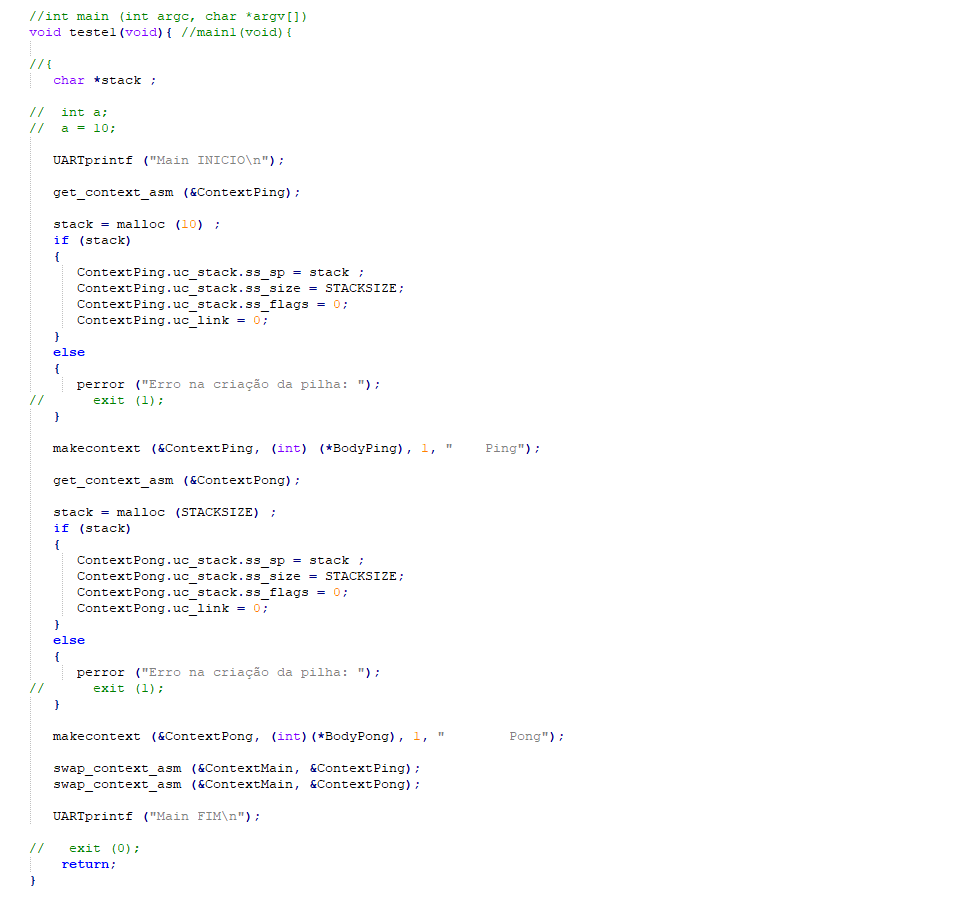 //int main (int argc, char *argv[])
void teste1(void){ //main1(void){
//{
char *stack ;
//  int a;
//  a = 10;
UARTprintf ("Main INICIO\n");
get_context_asm (&ContextPing);
stack = malloc (10) ;
if (stack)
{
ContextPing.uc_stack.ss_sp = stack ;
ContextPing.uc_stack.ss_size = STACKSIZE;
ContextPing.uc_stack.ss_flags = 0;
ContextPing.uc_link = 0;
}
else
{
perror ("Erro na criação da pilha: ");
//      exit (1);
}
makecontext (&ContextPing, (int) (*BodyPing), 1, "    Ping");
get_context_asm (&ContextPong);
stack = malloc (STACKSIZE) ;
if (stack)
{
ContextPong.uc_stack.ss_sp = stack ;
ContextPong.uc_stack.ss_size = STACKSIZE;
ContextPong.uc_stack.ss_flags = 0;
ContextPong.uc_link = 0;
}
else
{
perror ("Erro na criação da pilha: ");
//      exit (1);
}
makecontext (&ContextPong, (int)(*BodyPong), 1, "        Pong");
swap_context_asm (&ContextMain, &ContextPing);
swap_context_asm (&ContextMain, &ContextPong);
UARTprintf ("Main FIM\n");
//   exit (0);
return;
}